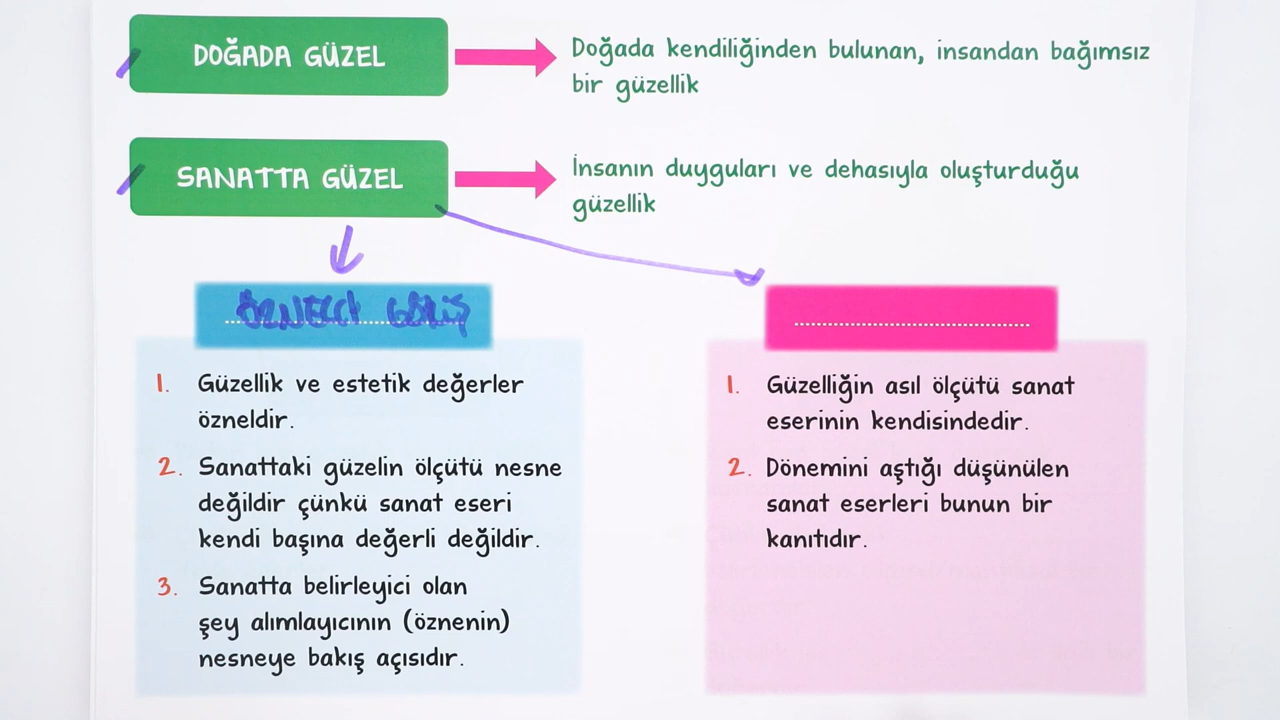 DOĞADA GÜZEL
Doğada kendiliğinden bulunan, insandan bağımsız
bir güzellik
SANATTA GÜZEL
İnsanın duyguları ve dehasıyla oluşturduğu
güzellik
GÖRÜŞ
1. Güzellik ve estetik değerler
özneldir.
2. Sanattaki güzelin ölçütü nesne
değildir çünkü sanat eseri
kendi başına değerli değildir.
3. Sanatta belirleyici olan
şey alımlayıcının (öznenin)
nesneye bakış açısıdır.
1. Güzelliğin asıl ölçütü sanat
eserinin kendisindedir.
2. Dönemini aştığı düşünülen
sanat eserleri bunun bir
kanıtıdır.